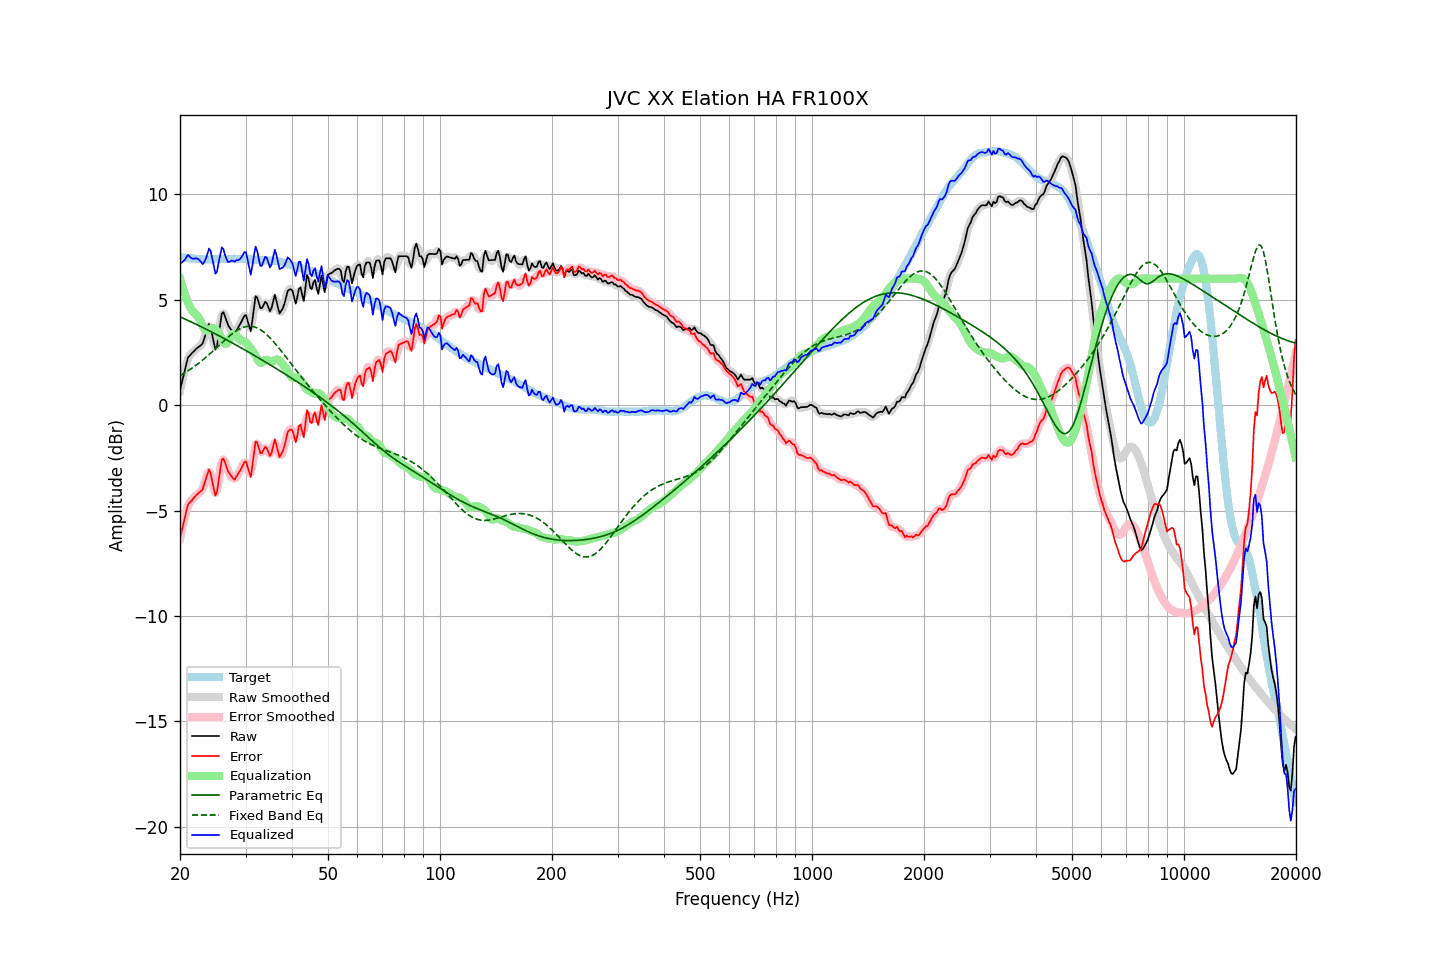 JVC XX Elation HA FR100X
Amplitude (dBr)
10
5
0
−5
−10
−15
−20
Target
Raw Smoothed
Error Smoothed
Raw
Error
Equalization
Parametric Eq
Fixed Band Eq
Equalized
20 50 100 200 500 1000 2000 5000 10000 20000
Frequency (Hz)